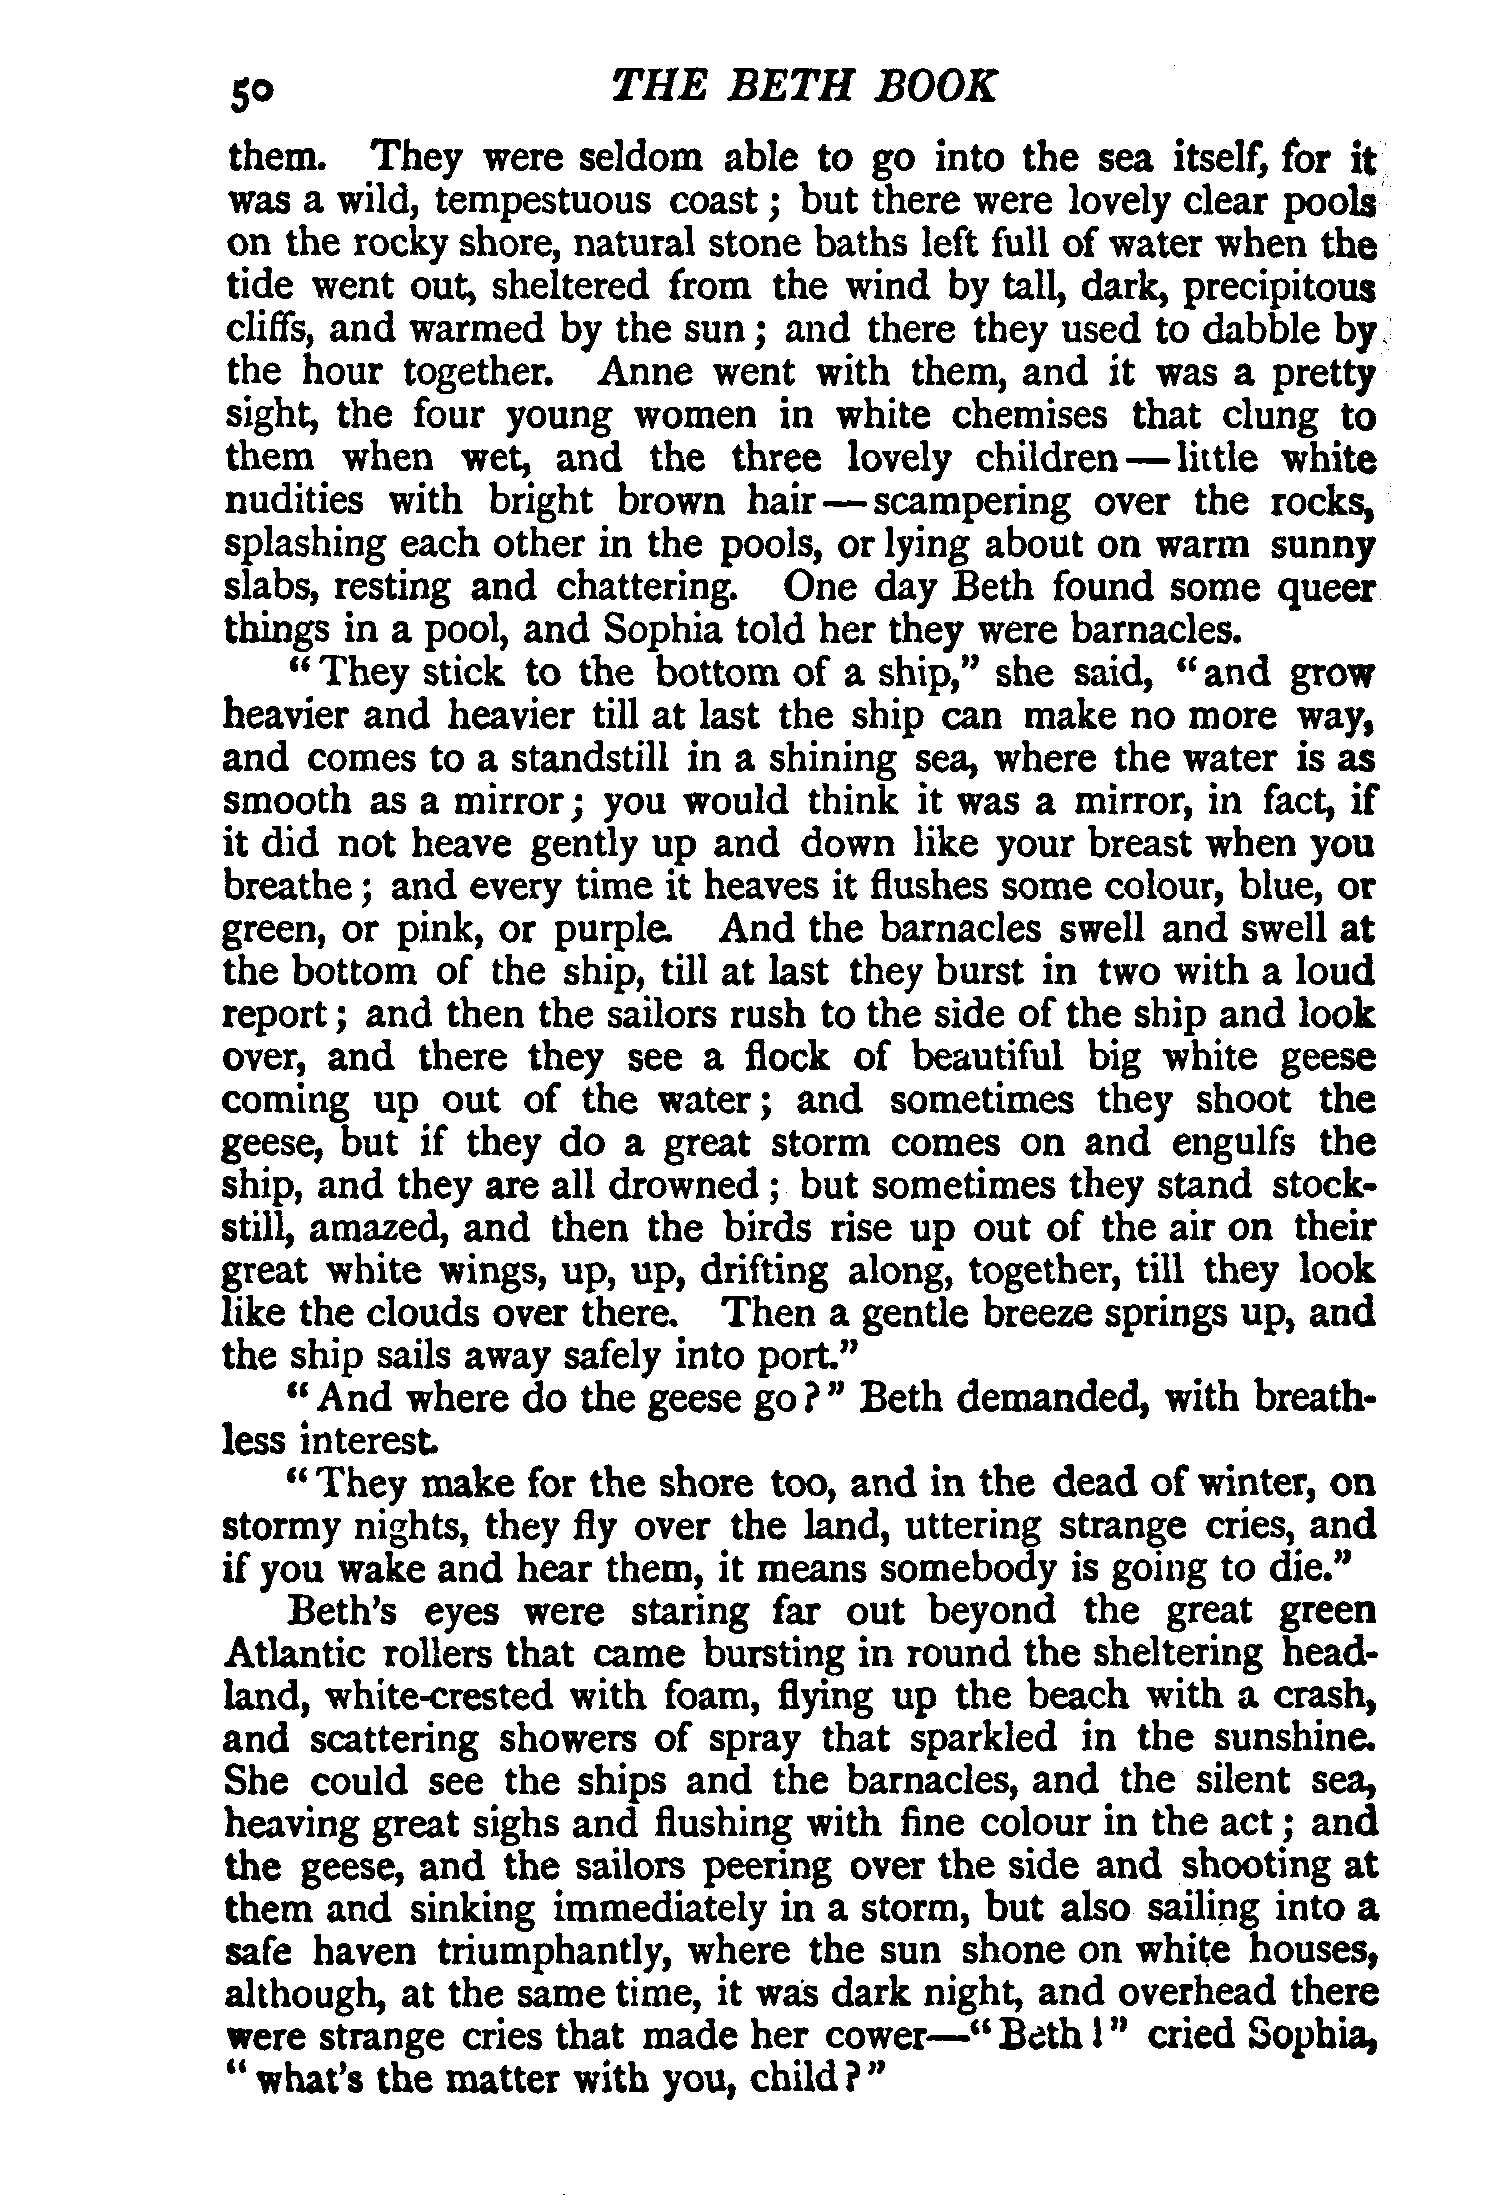 50 THE BETH BOOK
them. They were seldom able to go into the sea itself, for it
was a wild, tempestuous coast ; but there were lovely clear pools
on the rocky shore, natural stone baths left full of water when the
tide went out, sheltered from the wind by tall, dark, precipitous
cliffs, and warmed by the sun ; and there they used to dabble by
the hour together. Anne went with them, and it was a pretty
sight, the four young women in white chemises that clung to
them when wet, and the three lovely children—little white
nudities with bright brown hair—scampering over the rocks,
splashing each other in the pools, or lying about on warm sunny
slabs, resting and chattering. One day Beth found some queer
things in a pool, and Sophia told her they were barnacles.
“ They stick to the bottom of a ship,” she said, “ and grow
heavier and heavier till at last the ship can make no more way,
and comes to a standstill in a shining sea, where the water is as
smooth as a mirror ; you would think it was a mirror, in fact, if
it did not heave gently up and down like your breast when you
breathe ; and every time it heaves it flushes some colour, blue, or
green, or pink, or purple. And the barnacles swell and swell at
the bottom of the ship, till at last they burst in two with a loud
report ; and then the sailors rush to the side of the ship and look
over, and there they see a flock of beautiful big white geese
coming up out of the water ; and sometimes they shoot the
geese, but if they do a great storm comes on and engulfs the
ship, and they are all drowned ; but sometimes they stand stock-
still, amazed, and then the birds rise up out of the air on their
great white wings, up, up, drifting along, together, till they look
like the clouds over there. Then a gentle breeze springs up, and
the ship sails away safely into port.”
“ And where do the geese go ? ” Beth demanded, with breath-
less interest.
“ They make for the shore too, and in the dead of winter, on
stormy nights, they fly over the land, uttering strange cries, and
if you wake and hear them, it means somebody is going to die.”
Beth’s eyes were staring far out beyond the great green
Atlantic rollers that came bursting in round the sheltering head-
land, white-crested with foam, flying up the beach with a crash,
and scattering showers of spray that sparkled in the sunshine.
She could see the ships and the barnacles, and the silent sea,
heaving great sighs and flushing with fine colour in the act ; and
the geese, and the sailors peering over the side and shooting at
them and sinking immediately in a storm, but also sailing into a
safe haven triumphantly, where the sun shone on white houses,
although, at the same time, it was dark night, and overhead there
were strange cries that made her cower—“ Beth ! ” cried Sophia,
“ what’s the matter with you, child ? ”